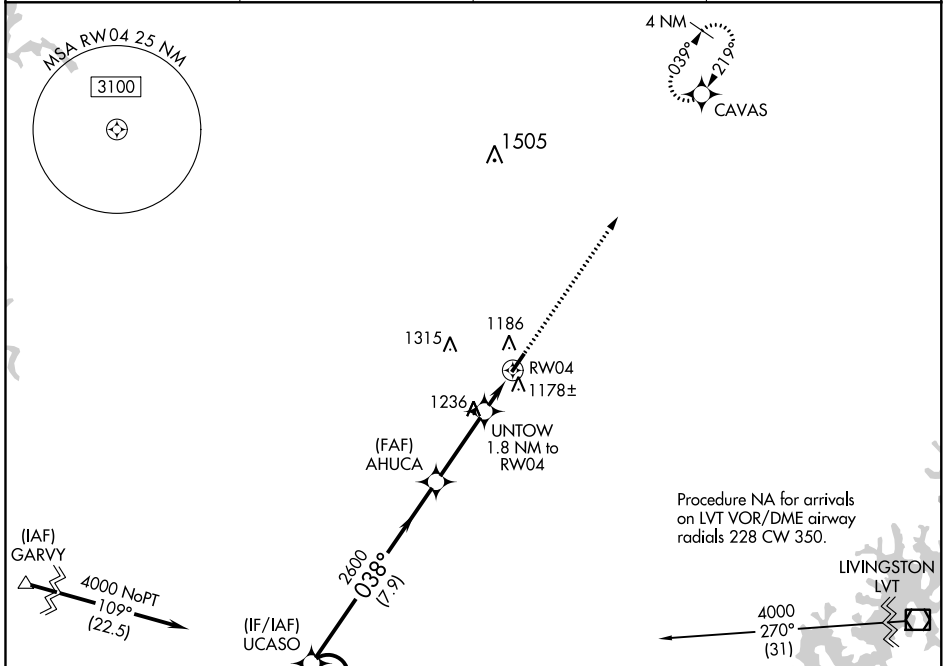 MSA RW04 25 NM
3100
4 NM
039°
219°
CAVAS
1505
1315
1186
RW04
1178±
1236
UNTOW
1.8 NM to
RW04
(FAF)
AHUCA
Procedure NA for arrivals
on LVT VOR/DME airway
radials 228 CW 350.
(IAF)
GARVY
4000 NoPT
109°
(22.5)
2600
038°
(7.9)
(IF/IAF)
UCASO
LIVINGSTON
LVT
4000
270°
(31)